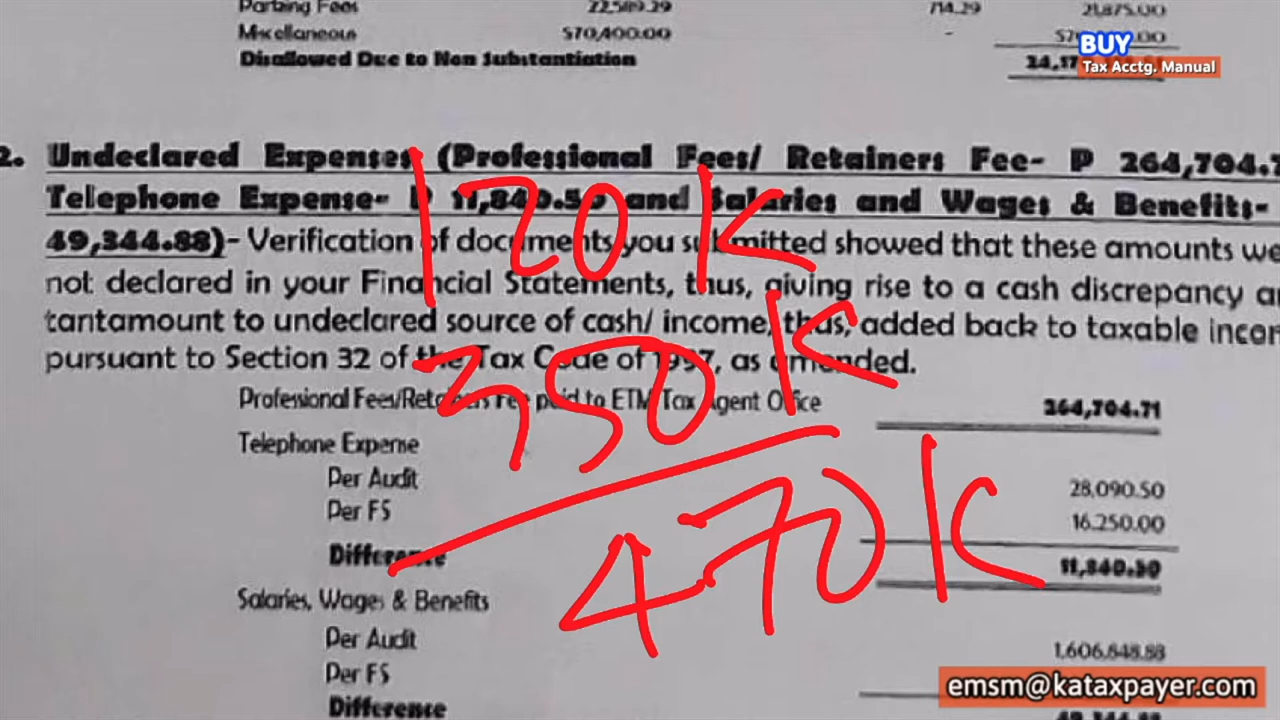 Parking Fees 22,589.29 714.29 21,875.00
Miscellaneous 570,400.00 -
BUY
Disallowed Due to Non Substantiation
Tax Acctg. Manual
2. Undeclared Expenses (Professional Fees/ Retainers Fee- P
Telephone Expense- P 11,840.50 and Salaries and Wages & Benefits-
49,344.88)- Verification of documents you submitted showed that these amounts
not declared in your Financial Statements, thus, giving rise to a cash discrepancy
tantamount to undeclared source of cash/ income, thus, added back to taxable
pursuant to Section 32 of the Tax Code of 1997, as amended.
Professional Fees/Retainers Fee paid to ETM Tax Agent Office 264,704.71
Telephone Expense
Per Audit 28,090.50
Per FS 16,250.00
Difference 11,840.50
Salaries, Wages & Benefits
Per Audit 1,606,848.88
Per FS
Difference
120K
350K
470K
emsm@kataxpayer.com